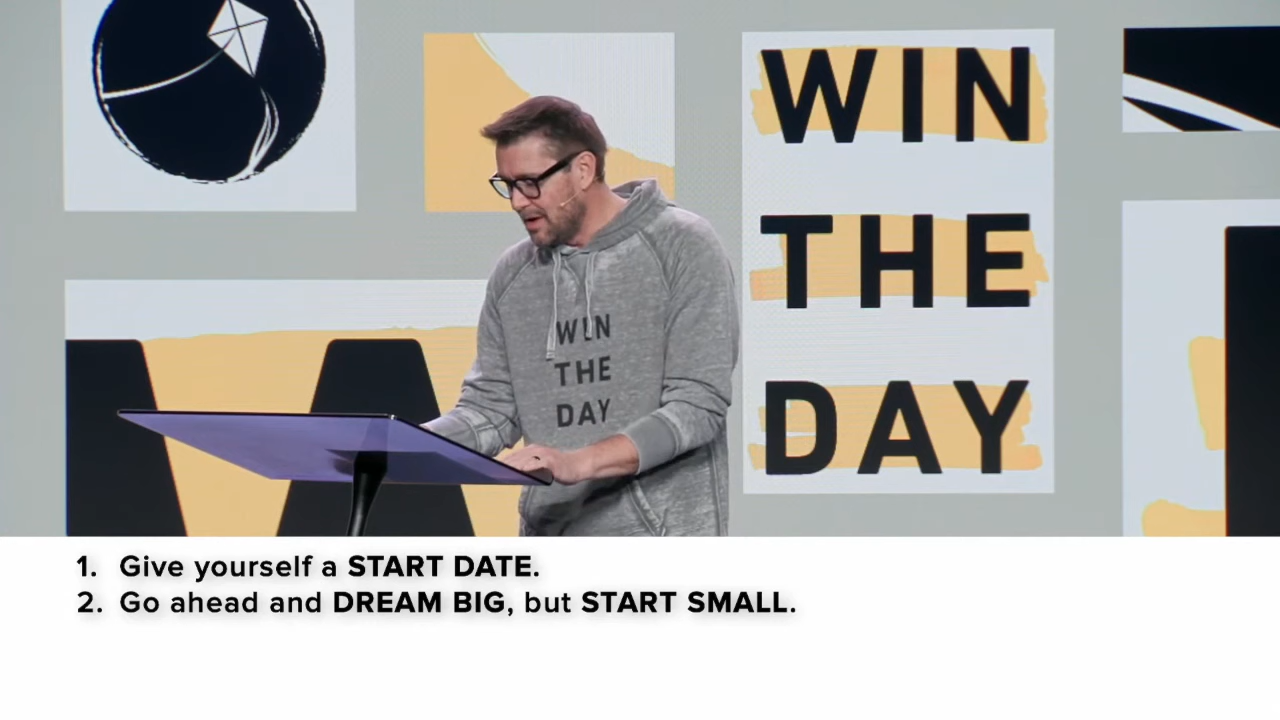 WIN
THE
DAY
WIN
THE
DAY
1. Give yourself a START DATE.
2. Go ahead and DREAM BIG, but START SMALL.